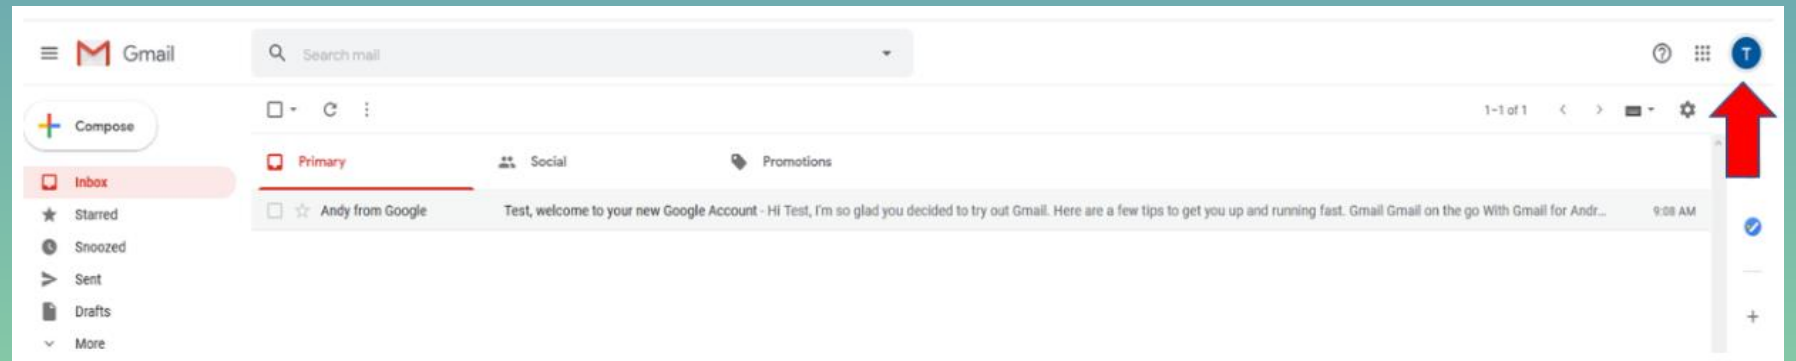 Gmail
Search mail
T
Compose
1-1 of 1
Primary
Social
Promotions
Inbox
Andy from Google Test, welcome to your new Google Account - Hi Test, I'm so glad you decided to try out Gmail. Here are a few tips to get you up and running fast. Gmail Gmail on the go With Gmail for Andr... 9:08 AM
Starred
Snoozed
Sent
Drafts
More